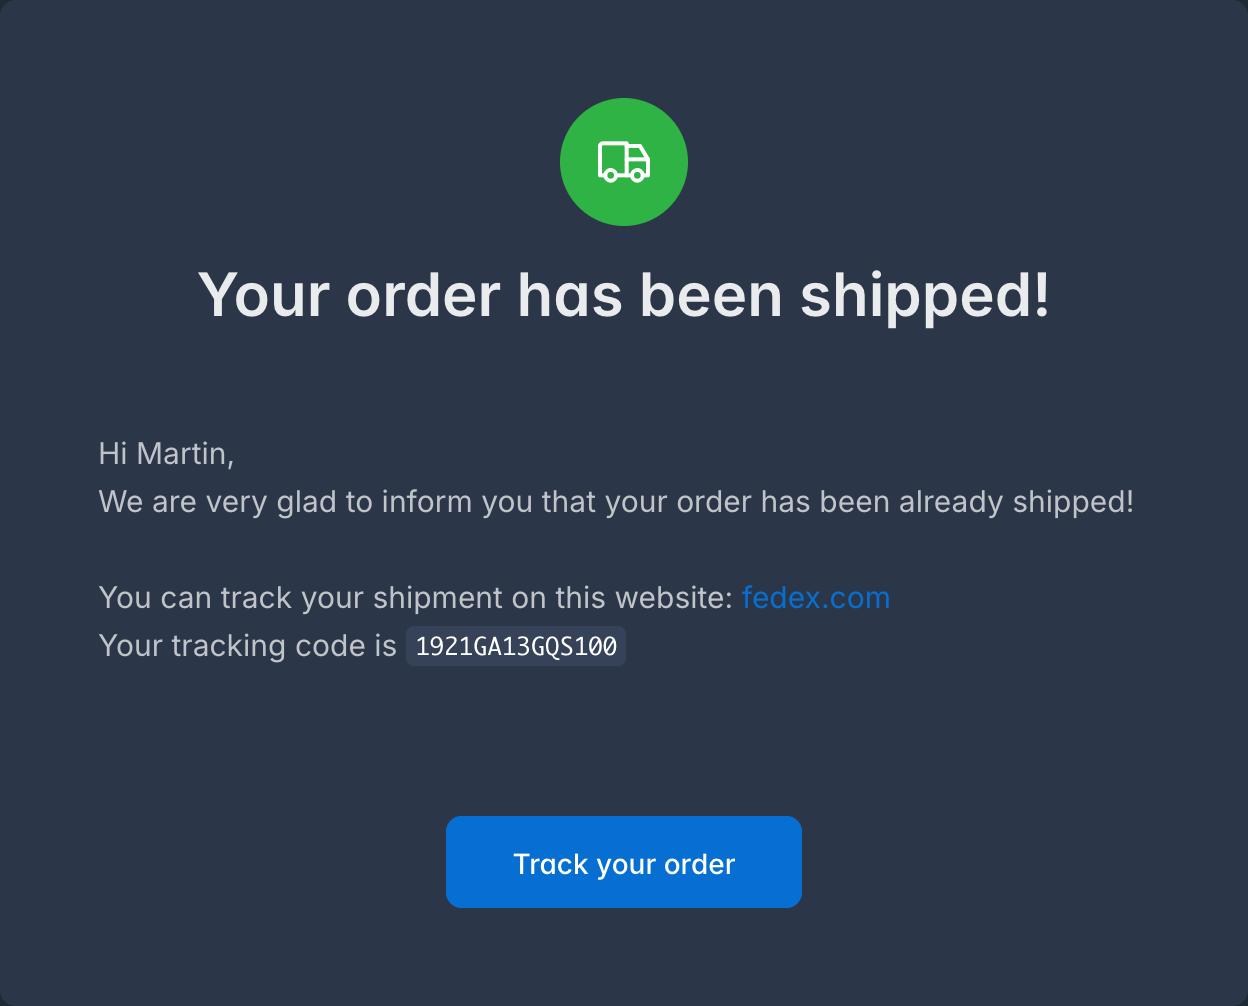 Your order has been shipped!
Hi Martin,
We are very glad to inform you that your order has been already shipped!
You can track your shipment on this website: fedex.com
Your tracking code is 1921GA13GQS100
Track your order